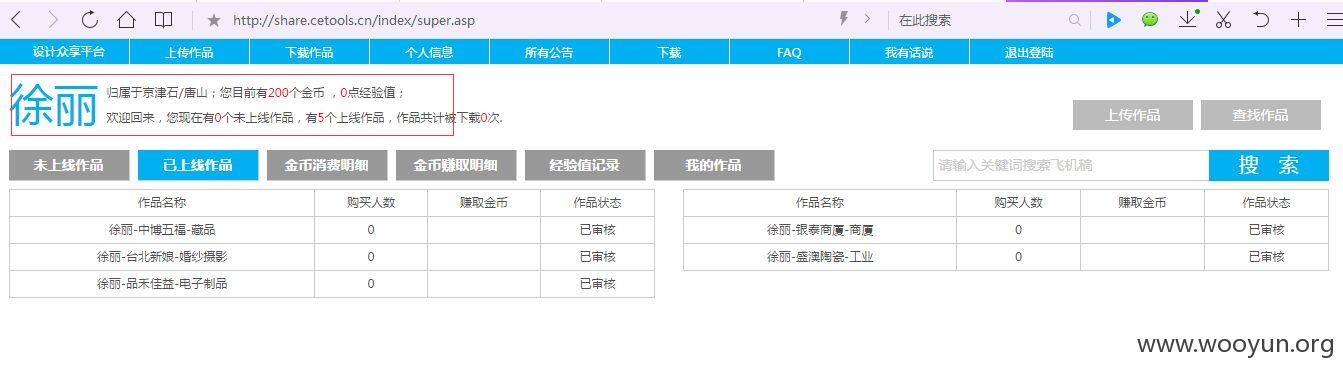 http://share.cetools.cn/index/super.asp 在此搜索
设计众享平台 上传作品 下载作品 个人信息 所有公告 下载 FAQ 我有话说 退出登陆
徐丽 归属于京津石/唐山；您目前有200个金币 ，0点经验值；
欢迎回来，您现在有0个未上线作品，有5个上线作品，作品共计被下载0次.
上传作品 查找作品
未上线作品 已上线作品 金币消费明细 金币赚取明细 经验值记录 我的作品 请输入关键词搜索飞机稿 搜 索
作品名称 购买人数 赚取金币 作品状态 作品名称 购买人数 赚取金币 作品状态
徐丽-中博五福-藏品 0 已审核 徐丽-银泰商厦-商厦 0 已审核
徐丽-台北新娘-婚纱摄影 0 已审核 徐丽-盛澳陶瓷-工业 0 已审核
徐丽-品禾佳益-电子制品 0 已审核
www.wooyun.org